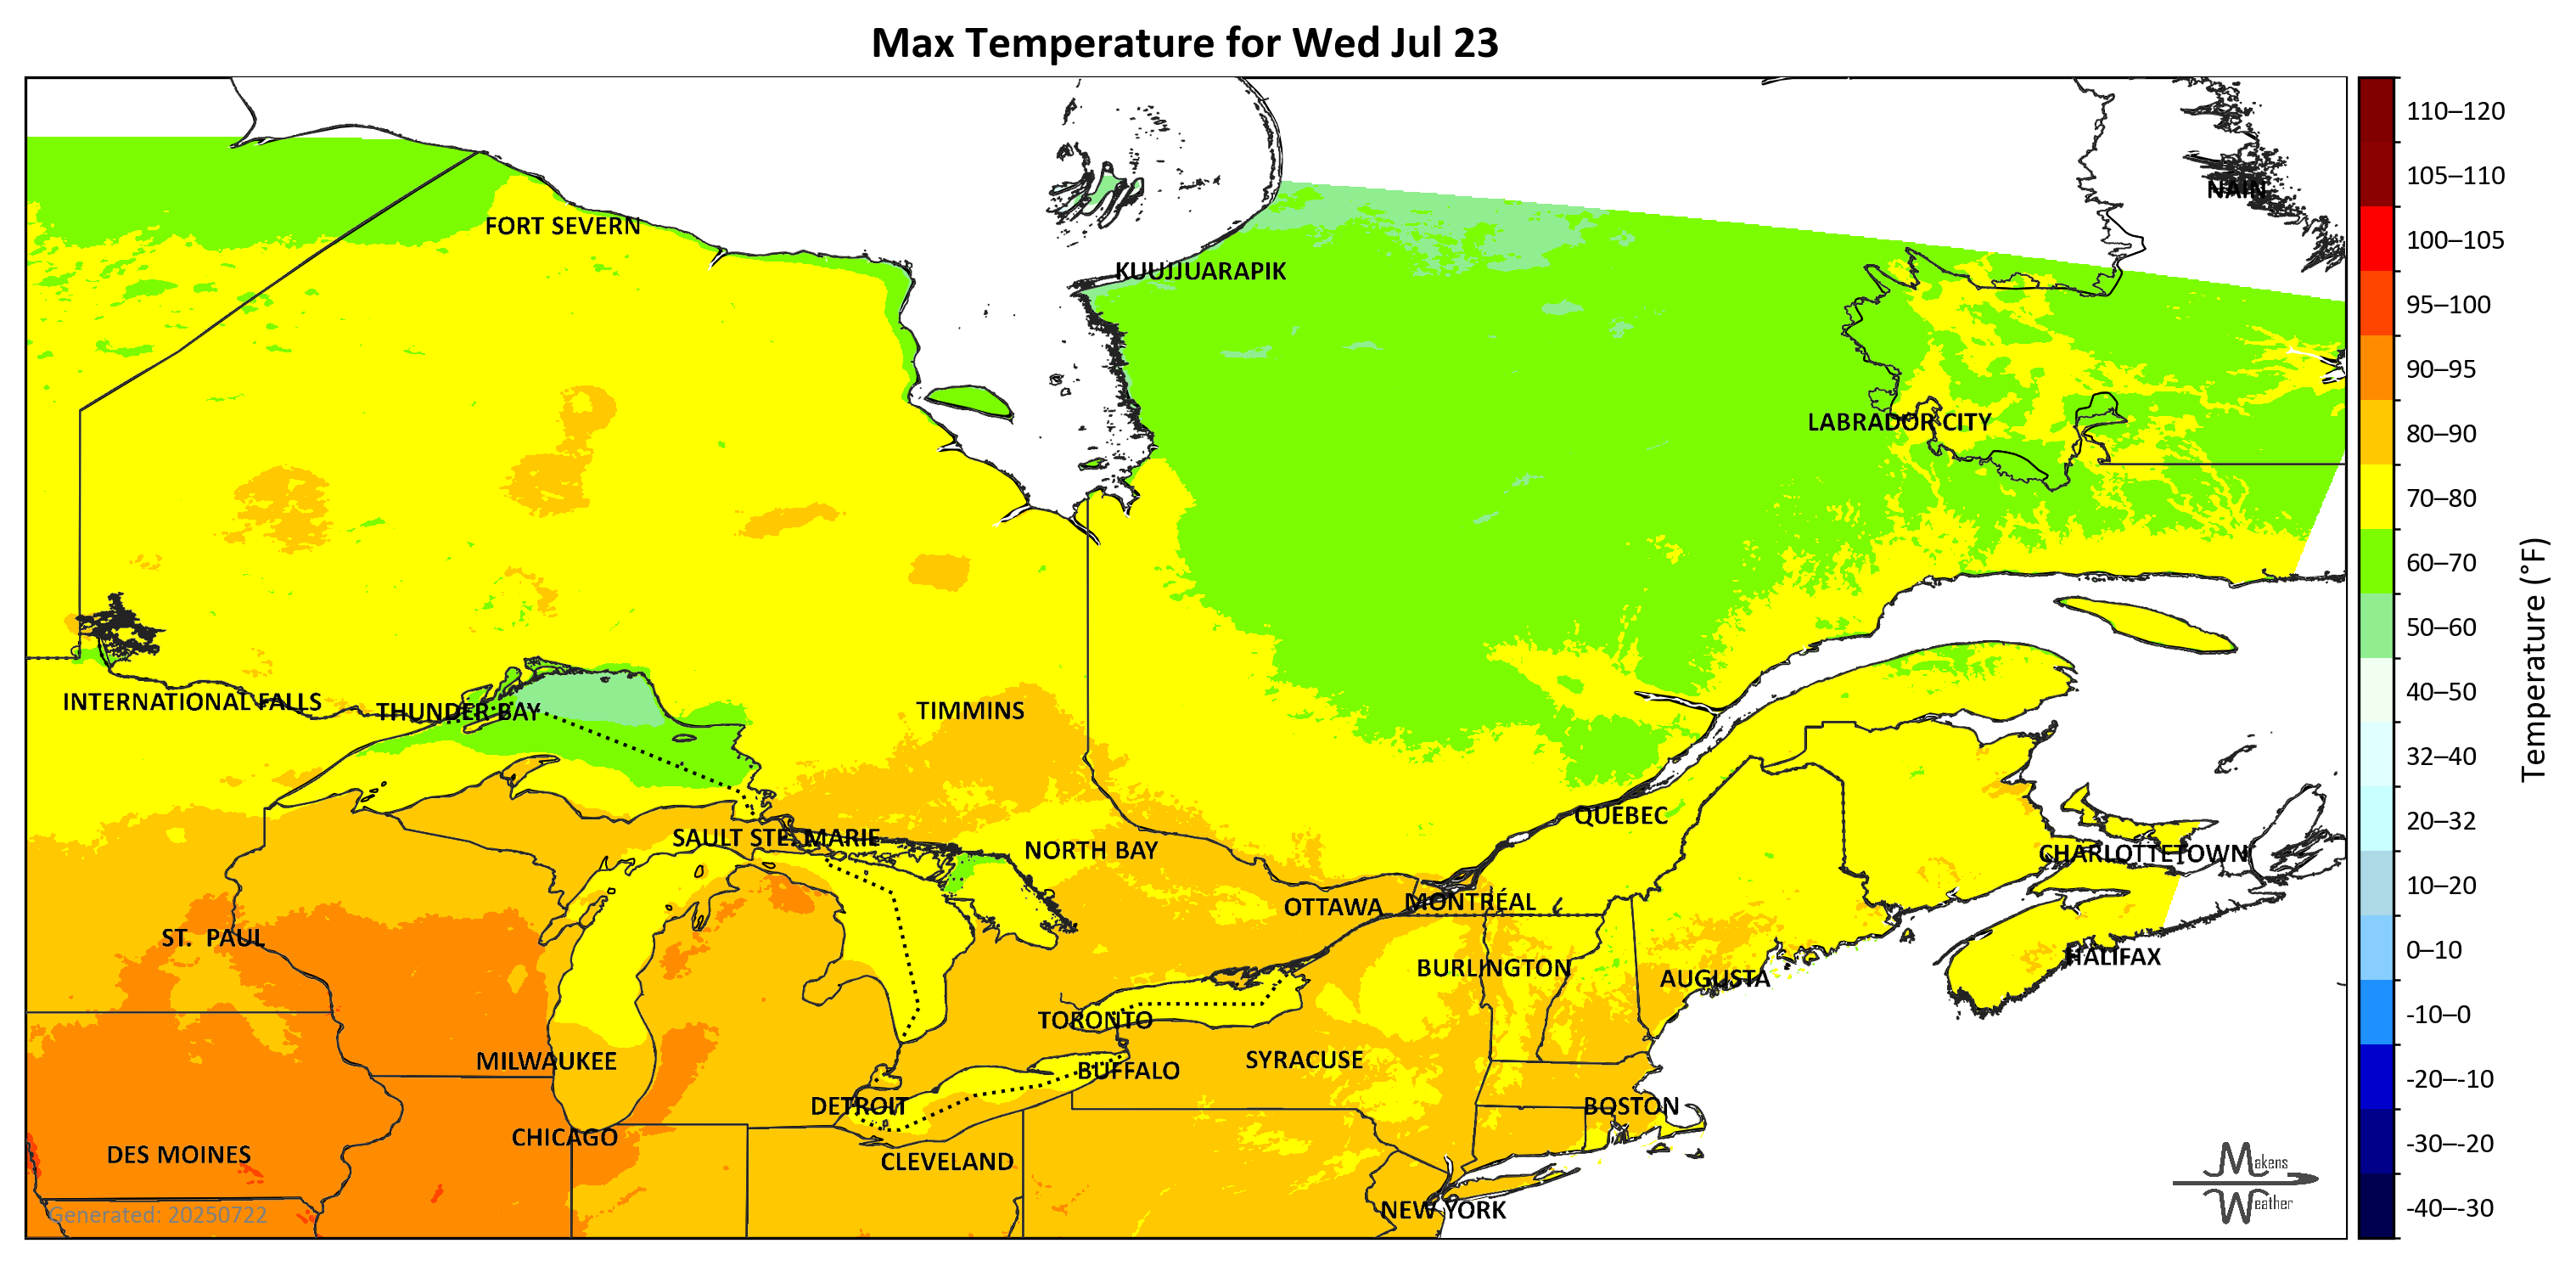 Max Temperature for Wed Jul 23
NAIN
FORT SEVERN
KUUJJUARAPIK
LABRADOR CITY
INTERNATIONAL FALLS
THUNDER BAY
TIMMINS
SAULT STE. MARIE
NORTH BAY
QUÉBEC
CHARLOTTETOWN
OTTAWA
MONTRÉAL
ST. PAUL
HALIFAX
BURLINGTON
AUGUSTA
TORONTO
MILWAUKEE
SYRACUSE
BUFFALO
DETROIT
BOSTON
CHICAGO
DES MOINES
CLEVELAND
NEW YORK
Generated: 20250722
Makens
Weather
110–120
105–110
100–105
95–100
90–95
80–90
70–80
60–70
50–60
40–50
32–40
20–32
10–20
0–10
-10–0
-20–-10
-30–-20
-40–-30
Temperature (°F)